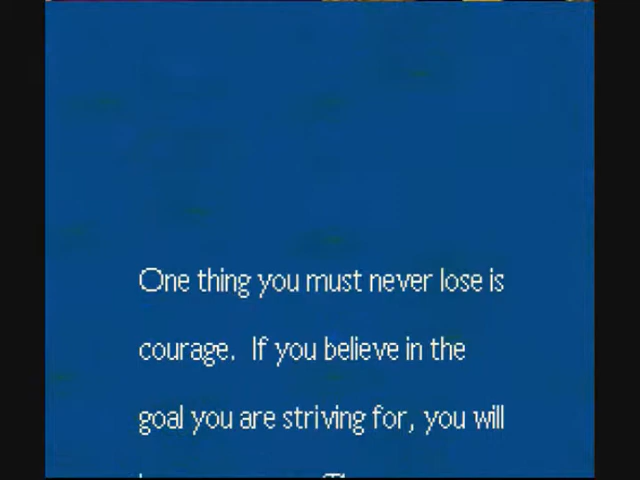 One thing you must never lose is
courage. If you believe in the
goal you are striving for, you will